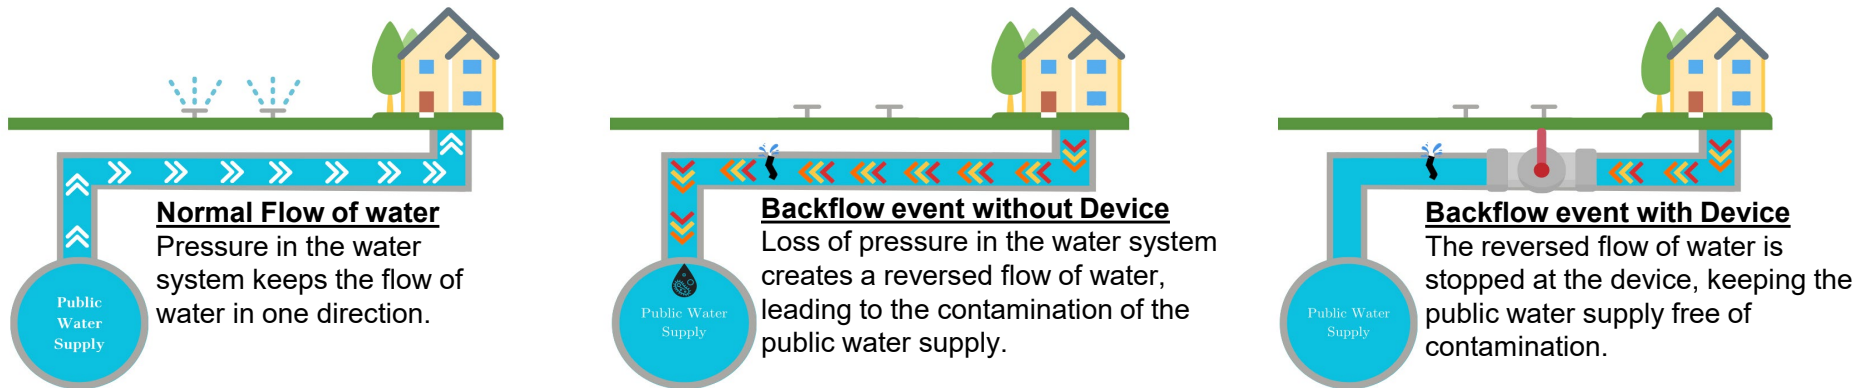 Normal Flow of water
Pressure in the water
system keeps the flow of
water in one direction.
Public
Water
Supply
Backflow event without Device
Loss of pressure in the water system
creates a reversed flow of water,
leading to the contamination of the
public water supply.
Public Water
Supply
Backflow event with Device
The reversed flow of water is
stopped at the device, keeping the
public water supply free of
contamination.
Public Water
Supply